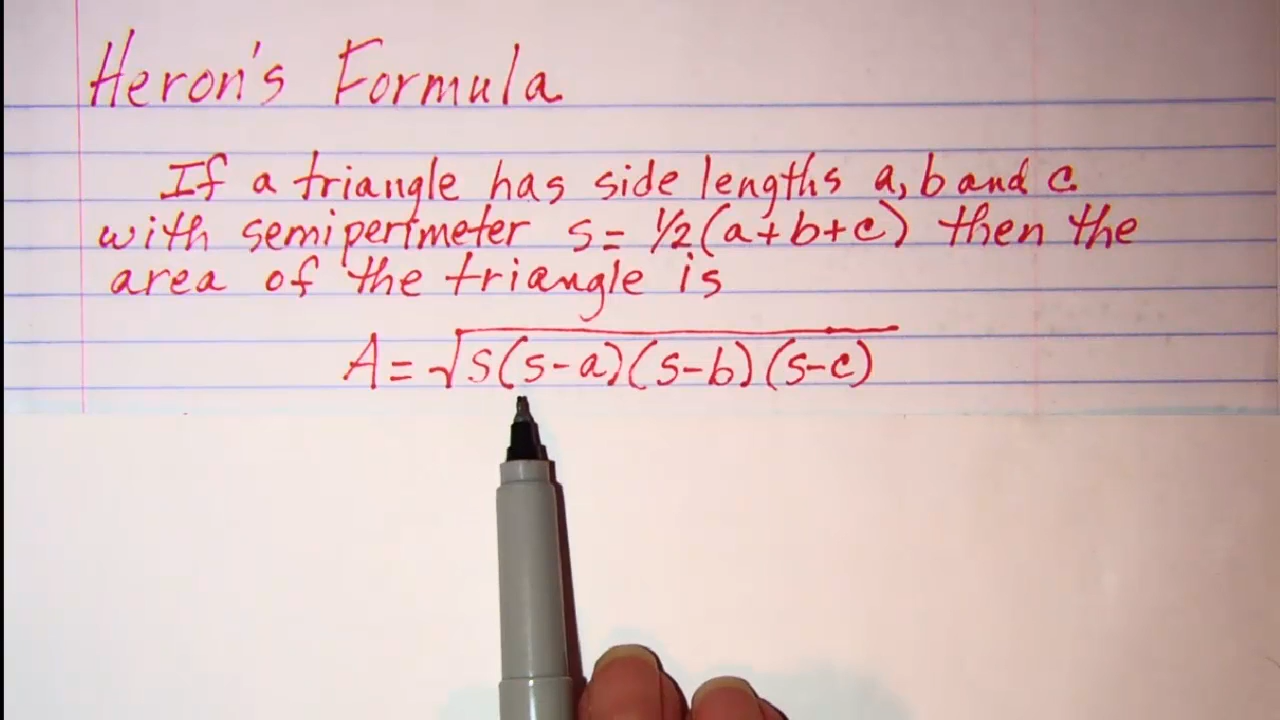 Heron's Formula
If a triangle has side lengths a, b and c
with semiperimeter s = 1/2(a+b+c) then the
area of the triangle is
A = √s(s-a)(s-b)(s-c)